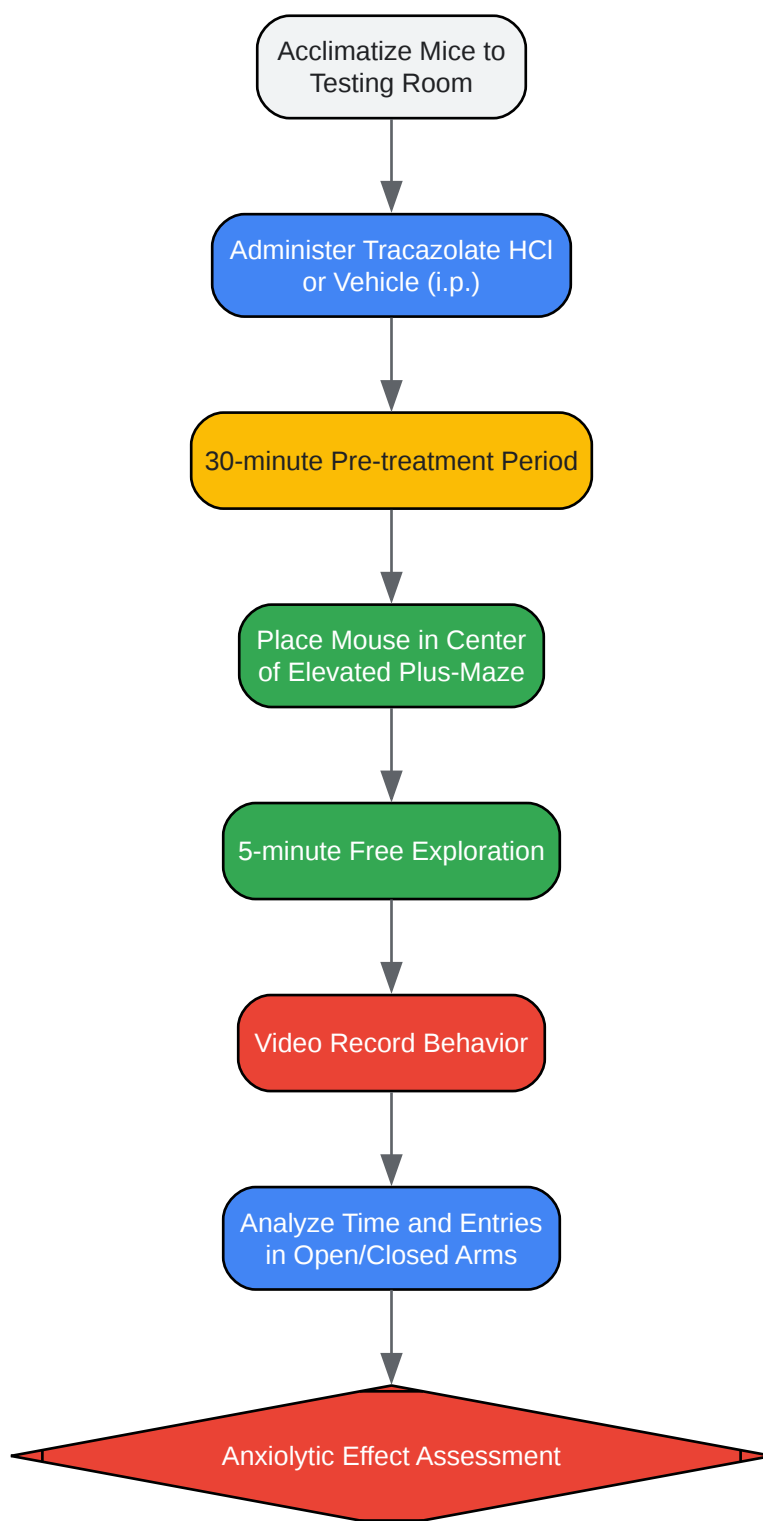 Acclimatize Mice to
Testing Room
Administer Tracazolate HCl
or Vehicle (i.p.)
30-minute Pre-treatment Period
Place Mouse in Center
of Elevated Plus-Maze
5-minute Free Exploration
Video Record Behavior
Analyze Time and Entries
in Open/Closed Arms
Anxiolytic Effect Assessment